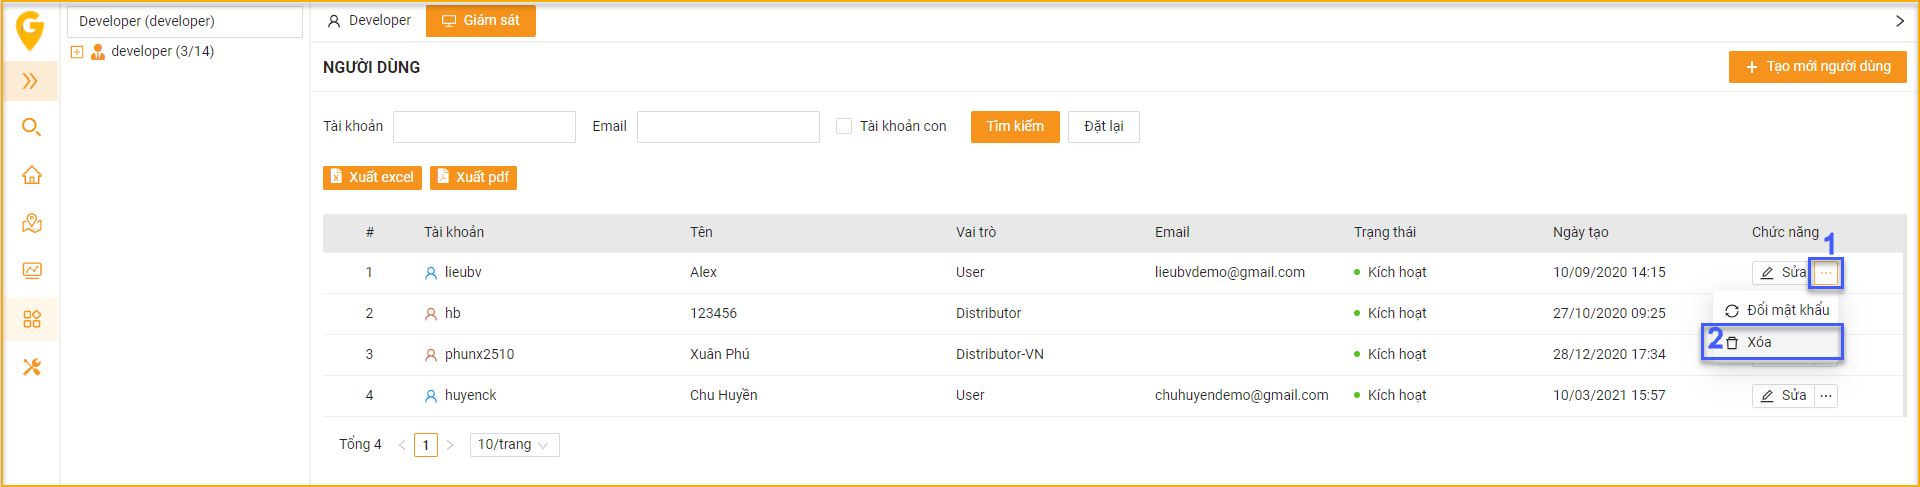 G
Developer (developer)
developer (3/14)
Developer
Giám sát
NGƯỜI DÙNG
Tạo mới người dùng
Tài khoản
Email
Tài khoản con
Tìm kiếm
Đặt lại
Xuất excel
Xuất pdf
# Tài khoản Tên Vai trò Email Trạng thái Ngày tạo Chức năng
1
1 lieubv Alex User lieubvdemo@gmail.com Kích hoạt 10/09/2020 14:15 Sửa ...
2 hb 123456 Distributor Kích hoạt 27/10/2020 09:25
Đổi mật khẩu
2 Xóa
3 phunx2510 Xuân Phú Distributor-VN Kích hoạt 28/12/2020 17:34
4 huyenck Chu Huyền User chuhuyendemo@gmail.com Kích hoạt 10/03/2021 15:57 Sửa ...
Tổng 4 < 1 > 10/trang